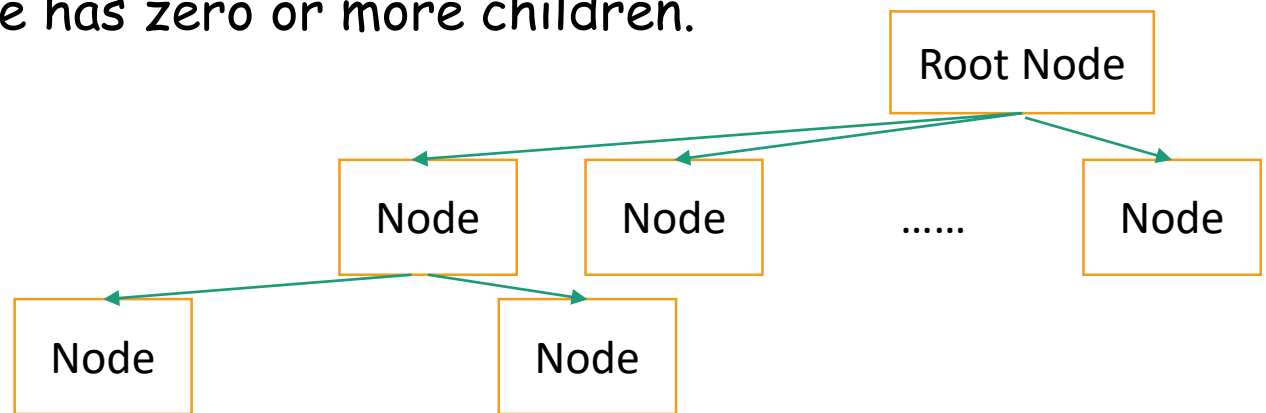 e has zero or more children.
Root Node
Node
Node
......
Node
Node
Node